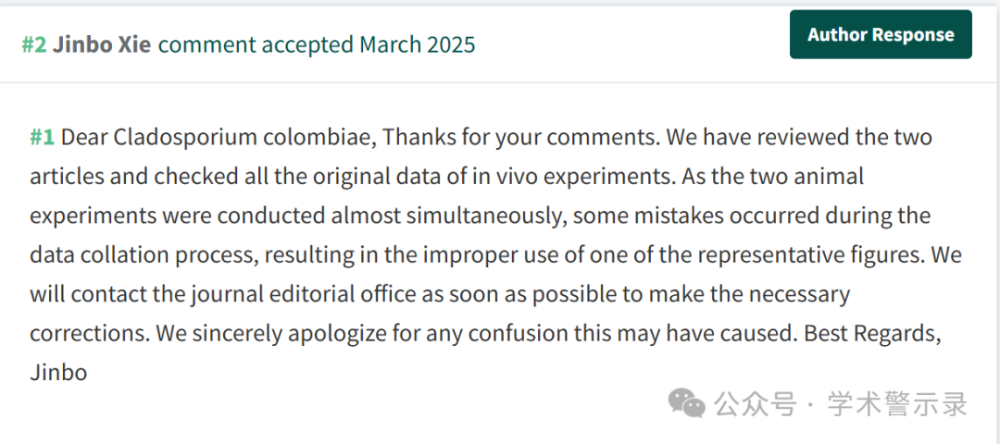 #2 Jinbo Xie comment accepted March 2025
Author Response
#1 Dear Cladosporium colombiae, Thanks for your comments. We have reviewed the two
articles and checked all the original data of in vivo experiments. As the two animal
experiments were conducted almost simultaneously, some mistakes occurred during the
data collation process, resulting in the improper use of one of the representative figures. We
will contact the journal editorial office as soon as possible to make the necessary
corrections. We sincerely apologize for any confusion this may have caused. Best Regards,
Jinbo
公众号 · 学术警示录